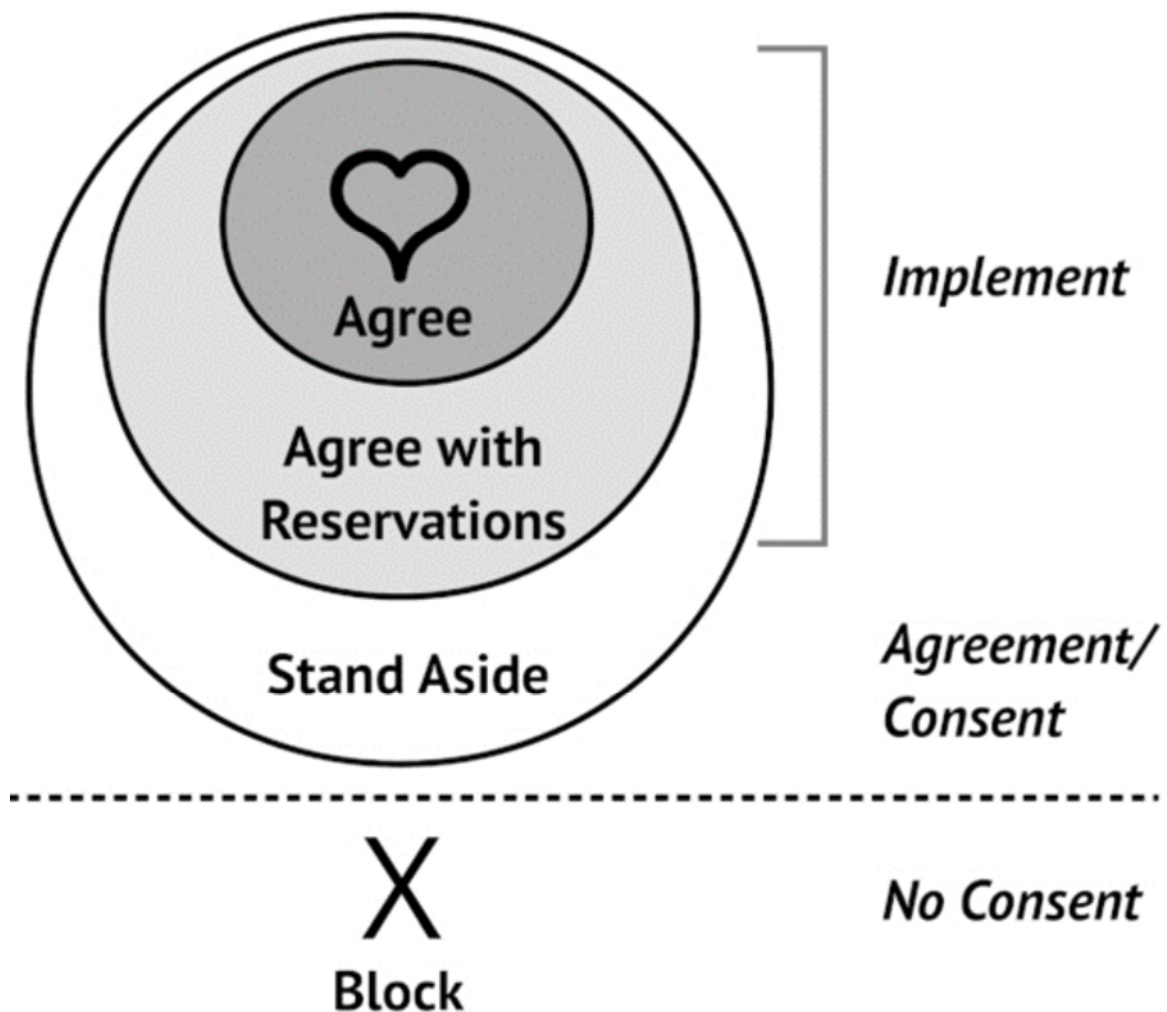 Agree
Implement
Agree with
Reservations
Stand Aside
Agreement/
Consent
X
Block
No Consent